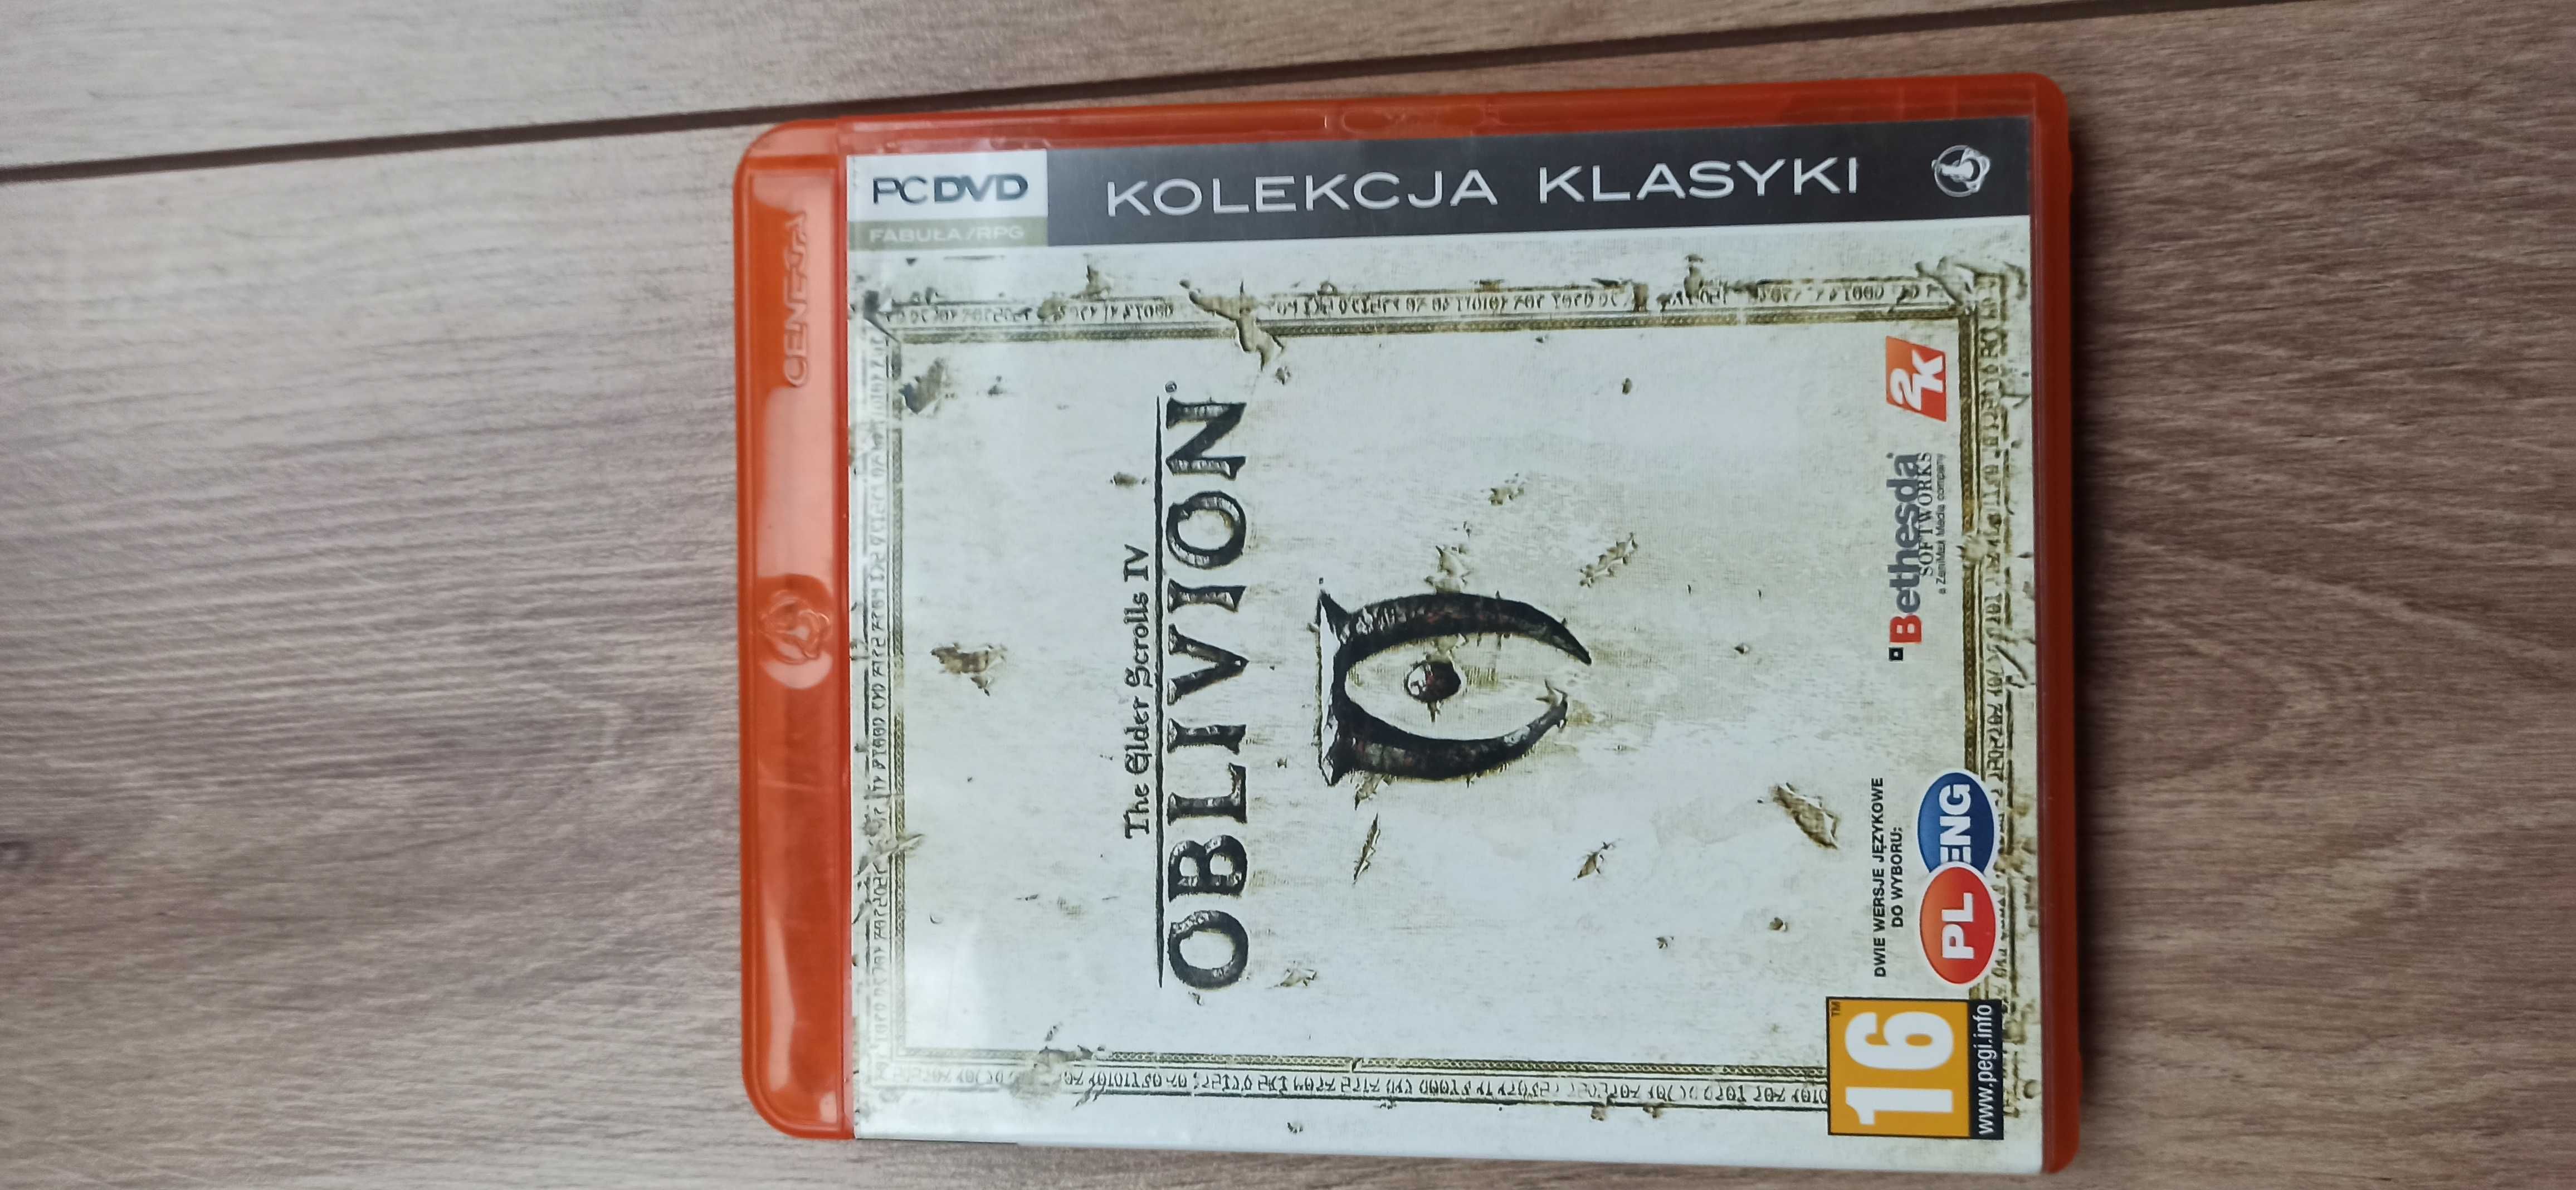 CENEGA
PC DVD
FABUŁA/RPG
KOLEKCJA KLASYKI
The Elder Scrolls IV
OBLIVION®
DWIE WERSJE JĘZYKOWE
DO WYBORU:
PL ENG
Bethesda®
SOFTWORKS
a ZeniMax Media company
2K
16™
www.pegi.info